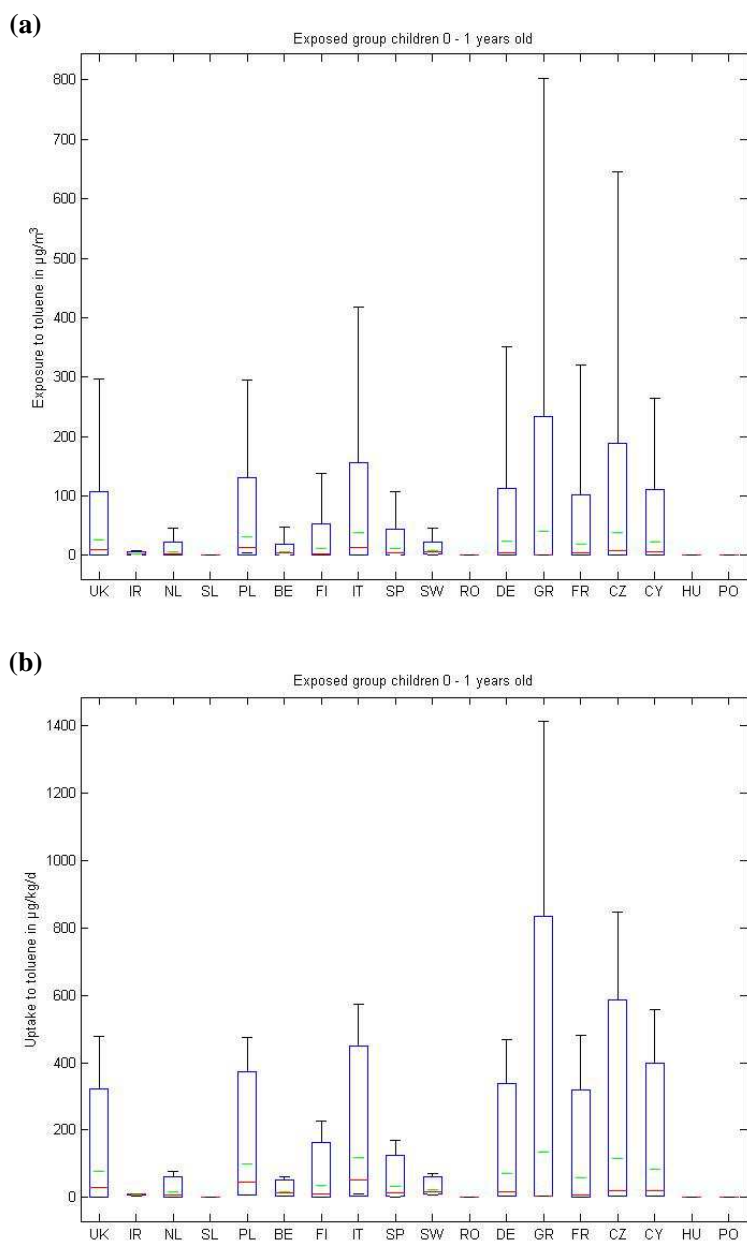 (a)
Exposed group children 0 - 1 years old
Exposure to toluene in µg/m³
800
700
600
500
400
300
200
100
0
UK IR NL SL PL BE FI IT SP SW RO DE GR FR CZ CY HU PO
(b)
Exposed group children 0 - 1 years old
Uptake to toluene in µg/kg/d
1400
1200
1000
800
600
400
200
0
UK IR NL SL PL BE FI IT SP SW RO DE GR FR CZ CY HU PO